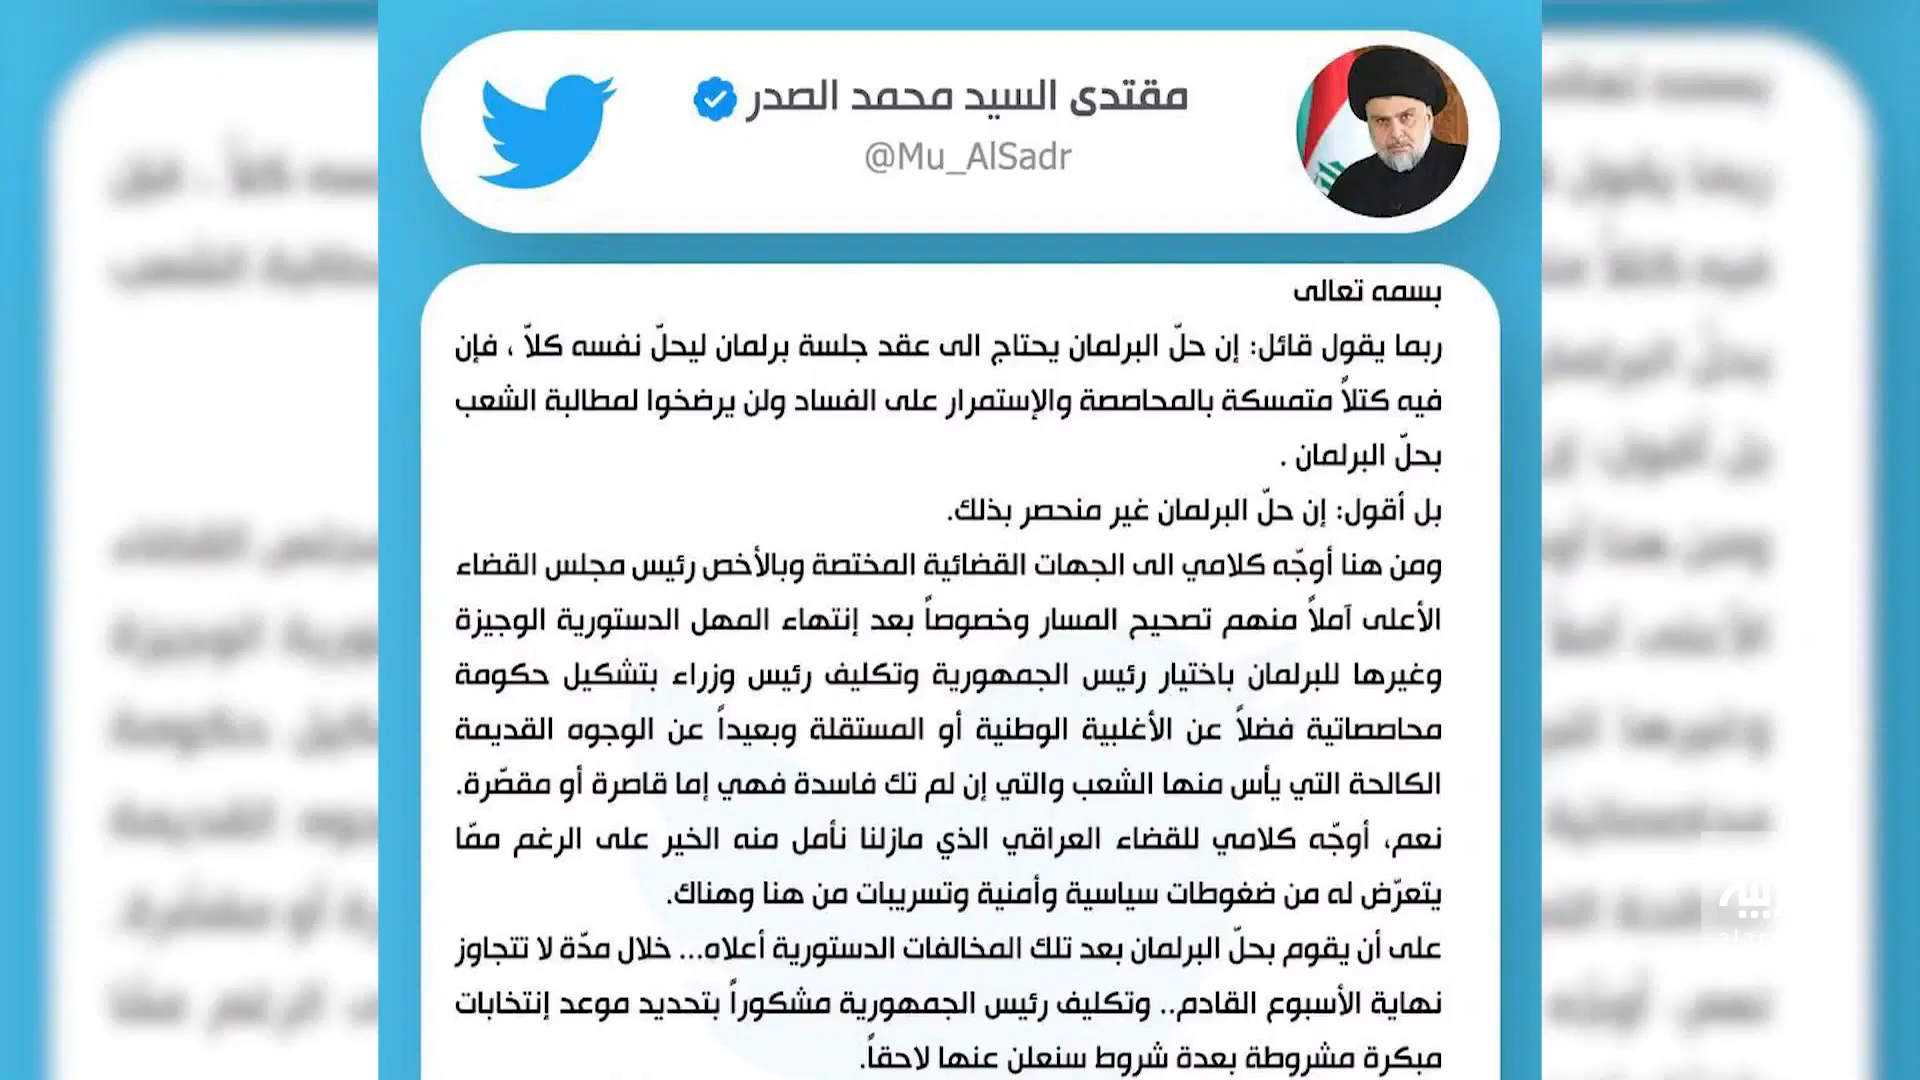 مقتدى السيد محمد الصدر
@Mu_AlSadr
بسمه تعالى
ربما يقول قائل: إن حلّ البرلمان يحتاج الى عقد جلسة برلمان ليحلّ نفسه كلاّ ، فإن
فيه كتلاً متمسكة بالمحاصصة والإستمرار على الفساد ولن يرضخوا لمطالبة الشعب
بحلّ البرلمان .
بل أقول: إن حلّ البرلمان غير منحصر بذلك.
ومن هنا أوجّه كلامي الى الجهات القضائية المختصة وبالأخص رئيس مجلس القضاء
الأعلى آملاً منهم تصحيح المسار وخصوصاً بعد إنتهاء المهل الدستورية الوجيزة
وغيرها للبرلمان باختيار رئيس الجمهورية وتكليف رئيس وزراء بتشكيل حكومة
محاصصاتية فضلاً عن الأغلبية الوطنية أو المستقلة وبعيداً عن الوجوه القديمة
الكالحة التي يأس منها الشعب والتي إن لم تك فاسدة فهي إما قاصرة أو مقصّرة.
نعم، أوجّه كلامي للقضاء العراقي الذي مازلنا نأمل منه الخير على الرغم ممّا
يتعرّض له من ضغوطات سياسية وأمنية وتسريبات من هنا وهناك.
على أن يقوم بحلّ البرلمان بعد تلك المخالفات الدستورية أعلاه... خلال مدّة لا تتجاوز
نهاية الأسبوع القادم.. وتكليف رئيس الجمهورية مشكوراً بتحديد موعد إنتخابات
مبكرة مشروطة بعدة شروط سنعلن عنها لاحقاً.